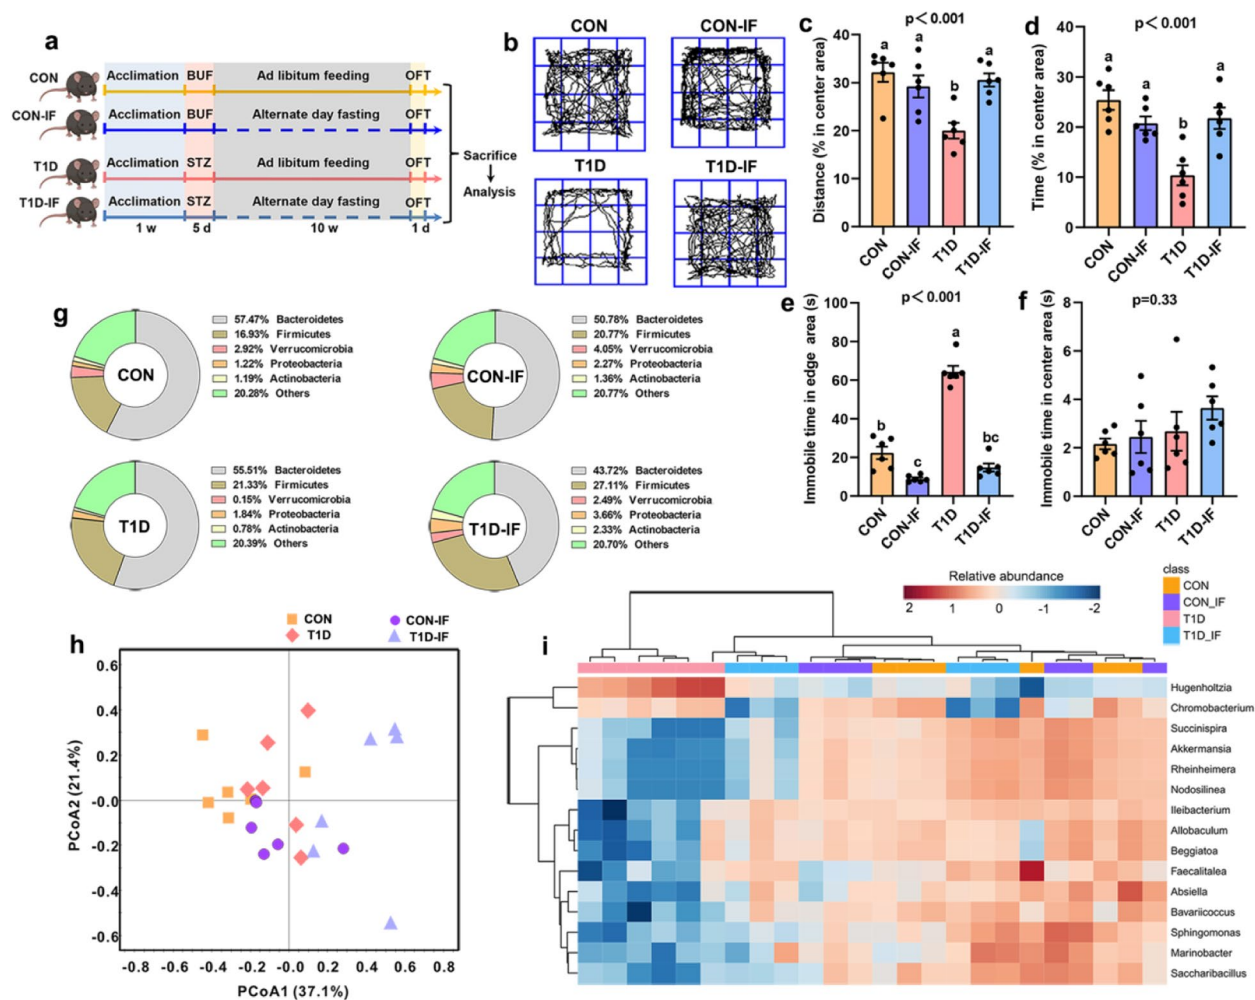 a
CON
Acclimation BUF Ad libitum feeding OFT
CON-IF
Acclimation BUF Alternate day fasting OFT
T1D
Acclimation STZ Ad libitum feeding OFT
T1D-IF
Acclimation STZ Alternate day fasting OFT
1 w 5 d 10 w 1 d
Sacrifice
Analysis
b
CON CON-IF
T1D T1D-IF
c
p< 0.001
Distance (% in center area)
40
30
20
10
0
a a b a
CON CON-IF T1D T1D-IF
d
p< 0.001
Time (% in center area)
40
30
20
10
0
a a b a
CON CON-IF T1D T1D-IF
e
p< 0.001
Immobile time in edge area (s)
100
80
60
40
20
0
b c a bc
CON CON-IF T1D T1D-IF
f
p=0.33
Immobile time in center area (s)
8
6
4
2
0
CON CON-IF T1D T1D-IF
g
CON
57.47% Bacteroidetes
16.93% Firmicutes
2.92% Verrucomicrobia
1.22% Proteobacteria
1.19% Actinobacteria
20.28% Others
CON-IF
50.78% Bacteroidetes
20.77% Firmicutes
4.05% Verrucomicrobia
2.27% Proteobacteria
1.36% Actinobacteria
20.77% Others
T1D
55.51% Bacteroidetes
21.33% Firmicutes
0.15% Verrucomicrobia
1.84% Proteobacteria
0.78% Actinobacteria
20.39% Others
T1D-IF
43.72% Bacteroidetes
27.11% Firmicutes
2.49% Verrucomicrobia
3.66% Proteobacteria
2.33% Actinobacteria
20.70% Others
h
CON CON-IF
T1D T1D-IF
PCoA2 (21.4%)
0.6
0.4
0.2
-0.0
-0.2
-0.4
-0.6
-0.8 -0.6 -0.4 -0.2 -0.0 0.2 0.4 0.6 0.8
PCoA1 (37.1%)
i
Relative abundance
2 1 0 -1 -2
class
CON
CON_IF
T1D
T1D_IF
Hugenholtzia
Chromobacterium
Succinispira
Akkermansia
Rheinheimera
Nodosilinea
Ileibacterium
Allobaculum
Beggiatoa
Faecalitalea
Absiella
Bavariicoccus
Sphingomonas
Marinobacter
Saccharibacillus